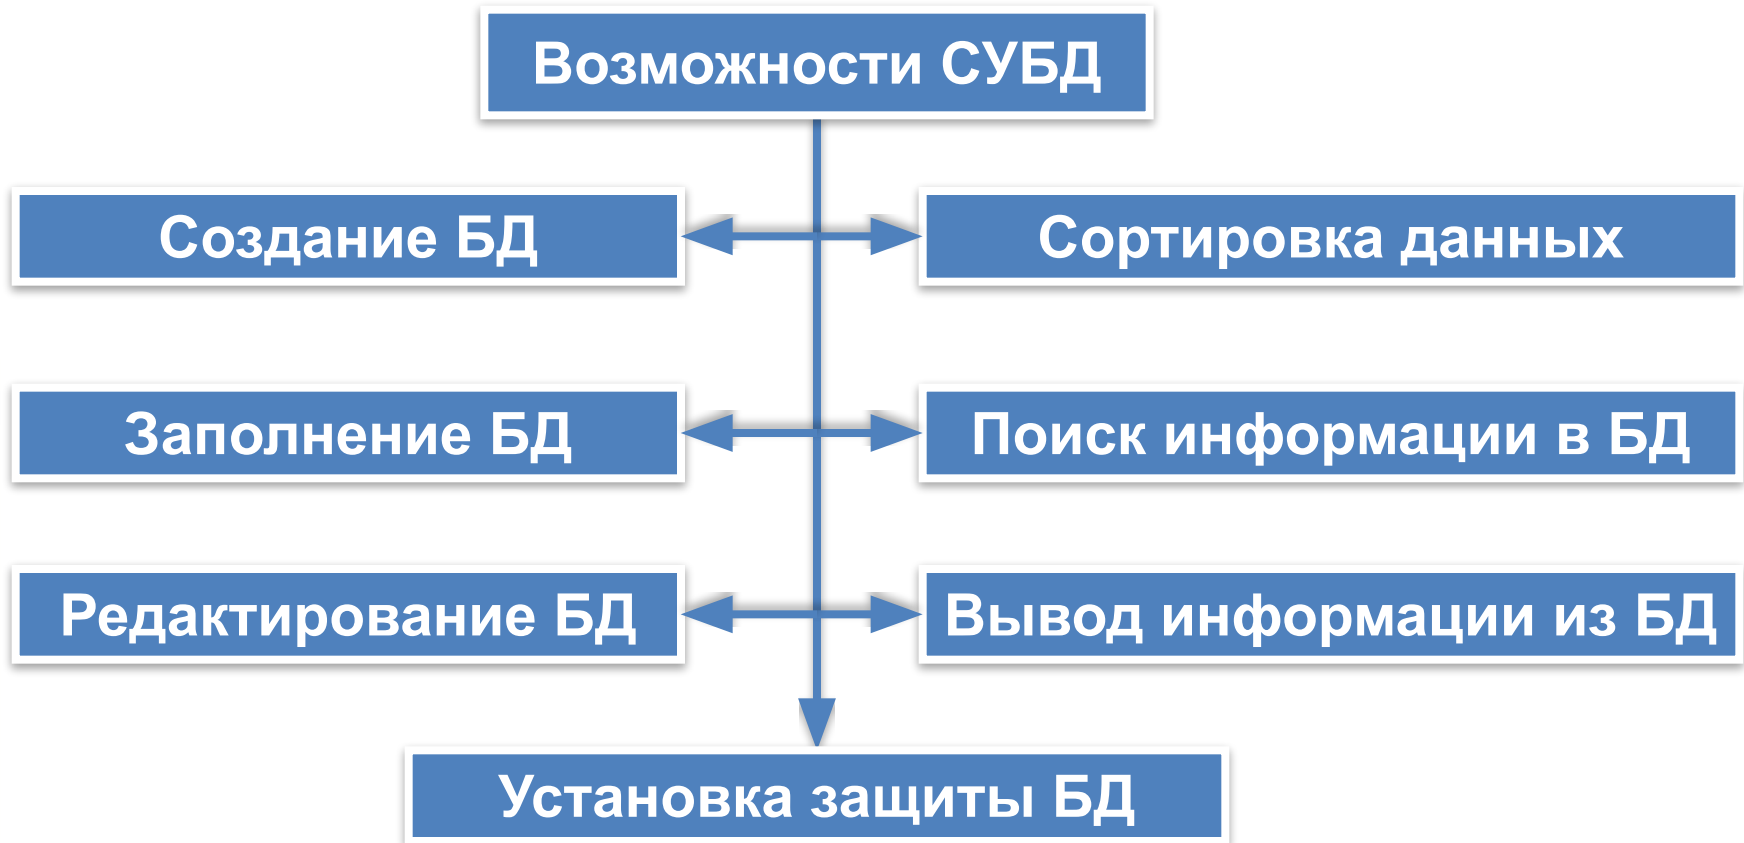 Возможности СУБД
Создание БД
Сортировка данных
Заполнение БД
Поиск информации в БД
Редактирование БД
Вывод информации из БД
Установка защиты БД